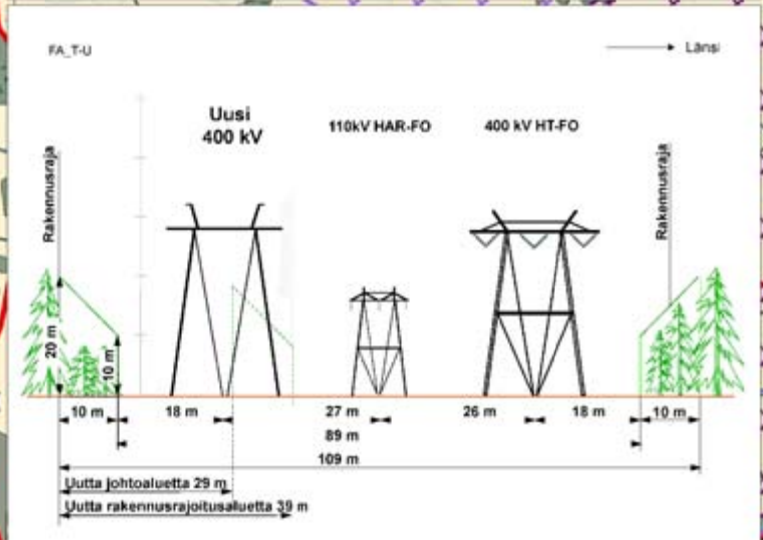 FA_T-U
Länsi
Uusi
400 kV
110kV HAR-FO
400 kV HT-FO
Rakennusraja
Rakennusraja
20 m
10 m
10 m
18 m
27 m
26 m
18 m
10 m
89 m
109 m
Uutta johtoaluetta 29 m
Uutta rakennusrajoitusaluetta 39 m